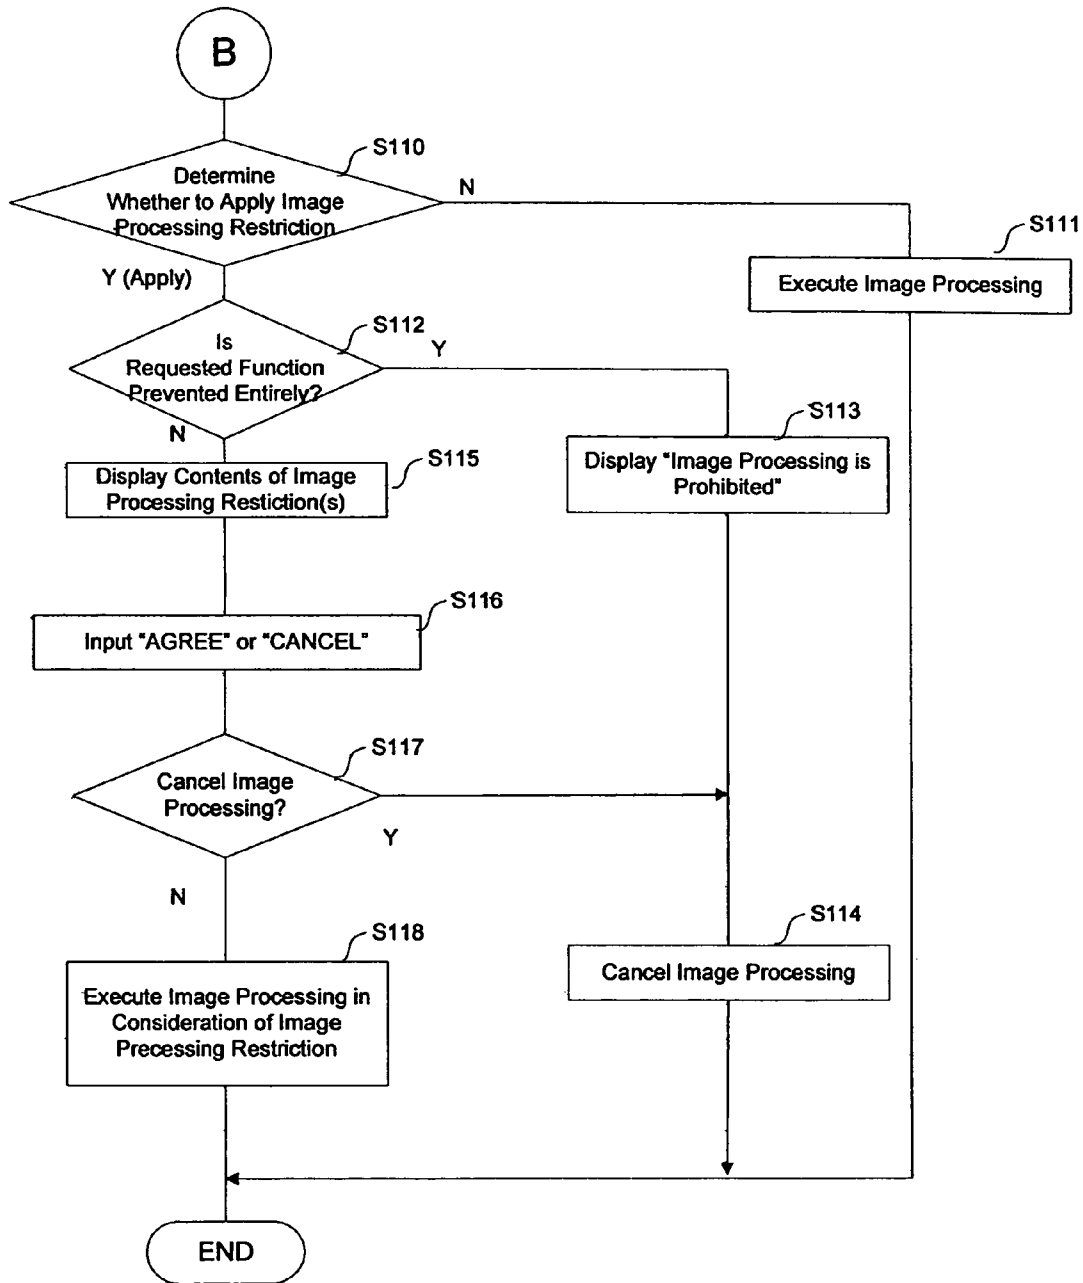 B
S110
Determine
Whether to Apply Image
Processing Restriction
N
S111
Execute Image Processing
Y (Apply)
S112
Is
Requested Function
Prevented Entirely?
Y
N
S113
Display "Image Processing is
Prohibited"
S115
Display Contents of Image
Processing Restiction(s)
S116
Input "AGREE" or "CANCEL"
S117
Cancel Image
Processing?
Y
N
S114
Cancel Image Processing
S118
Execute Image Processing in
Consideration of Image
Precessing Restriction
END